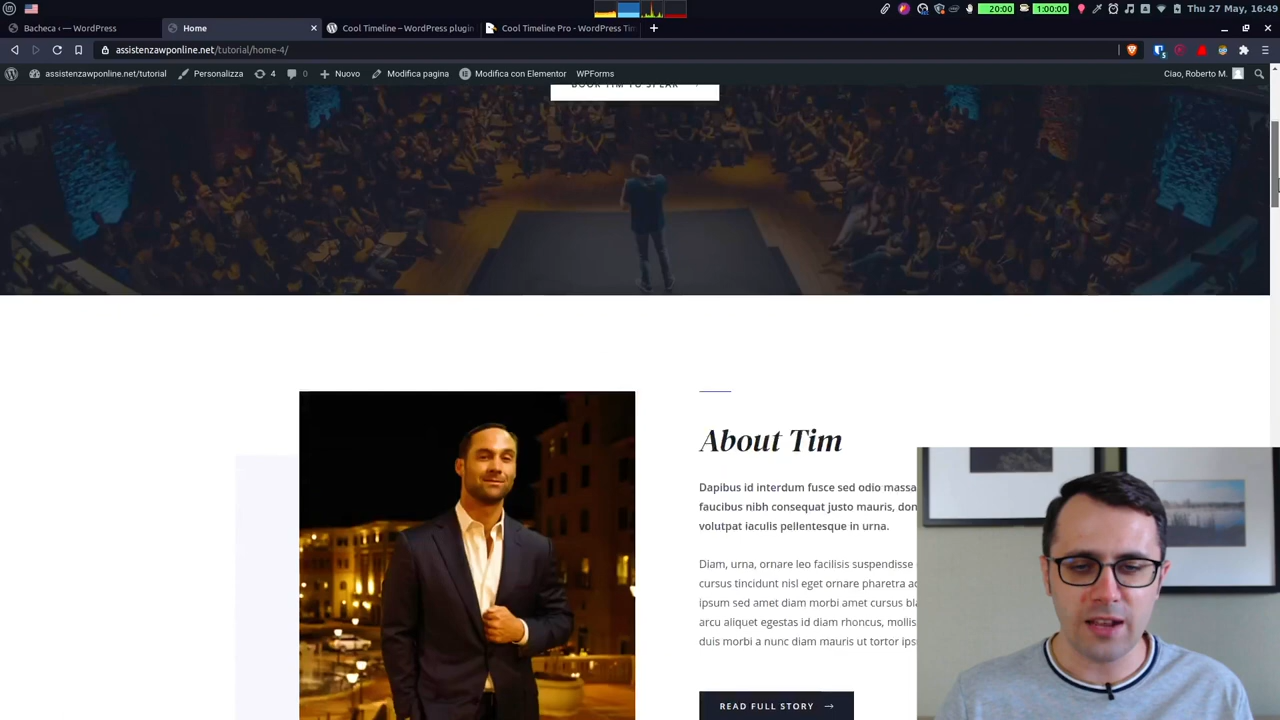 Thu 27 May, 16:49
20:00
1:00:00
Bacheca ‹ — WordPress
Home
Cool Timeline – WordPress plugin
Cool Timeline Pro - WordPress Tim
assistenzawponline.net/tutorial/home-4/
assistenzawponline.net/tutorial
Personalizza
4
0
Nuovo
Modifica pagina
Modifica con Elementor
WPForms
Ciao, Roberto M.
BOOK TIM TO SPEAK
About Tim
Dapibus id interdum fusce sed odio massa
faucibus nibh consequat justo mauris, don
volutpat iaculis pellentesque in urna.
Diam, urna, ornare leo facilisis suspendisse
cursus tincidunt nisl eget ornare pharetra ac
ipsum sed amet diam morbi amet cursus bla
arcu aliquet egestas id diam rhoncus, mollis
duis morbi a nunc diam mauris ut tortor ips
READ FULL STORY